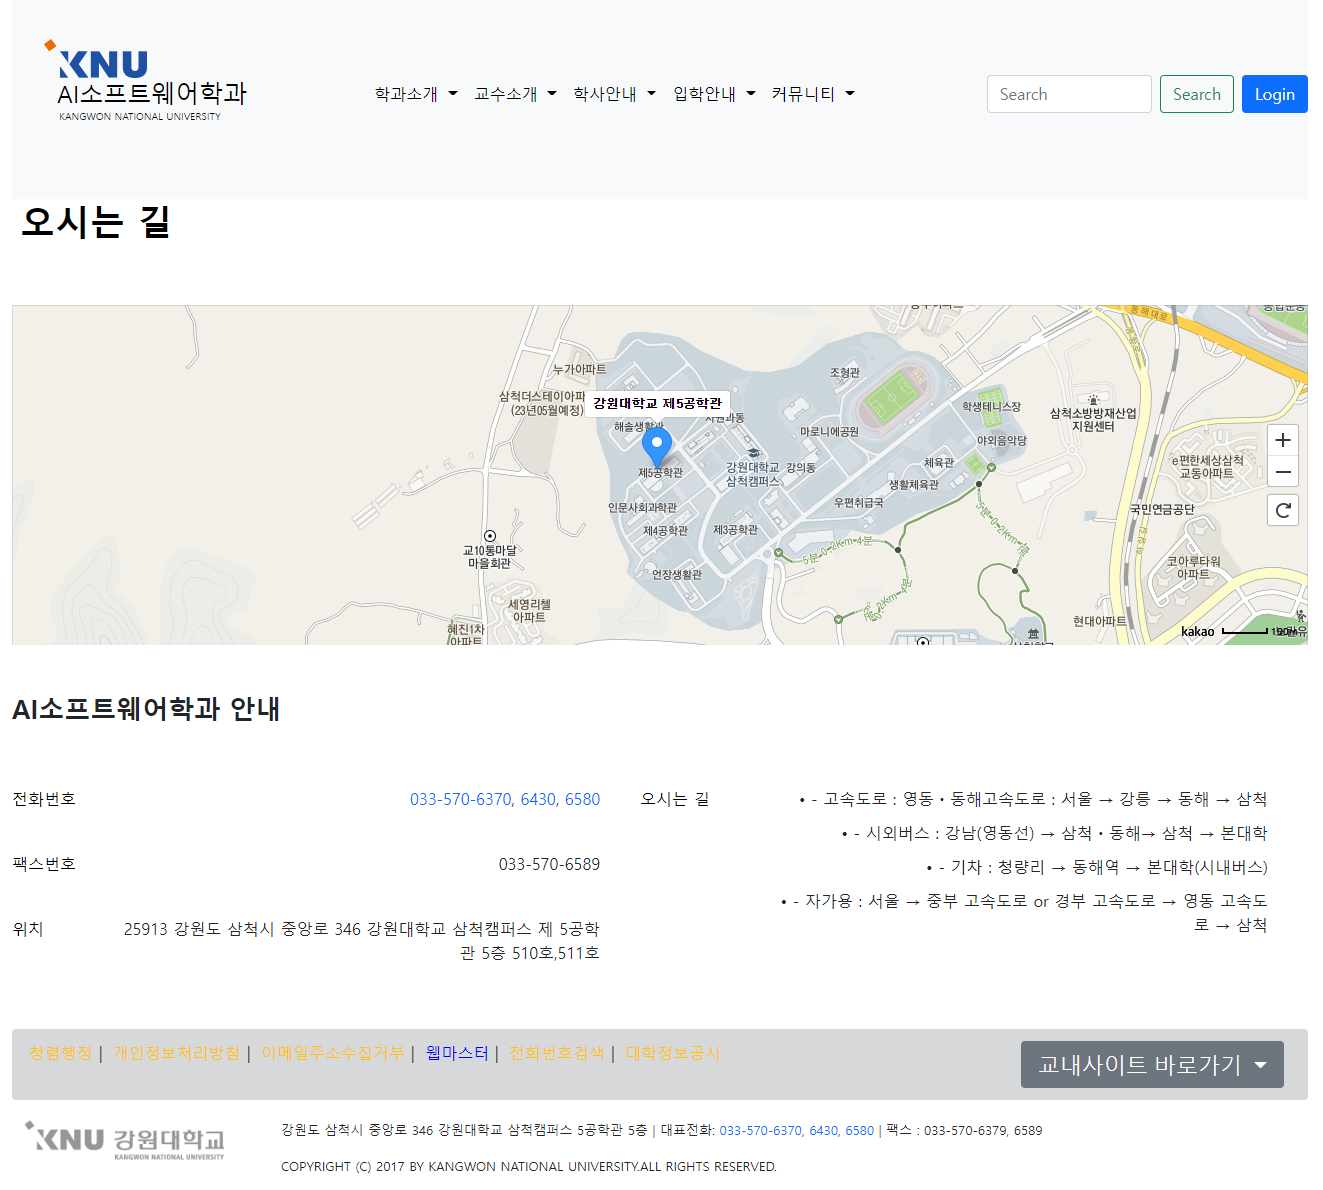 KNU
AI소프트웨어학과
KANGWON NATIONAL UNIVERSITY
학과소개 교수소개 학사안내 입학안내 커뮤니티
Search Search Login
오시는 길
동해대로
누가아파트
조형관
삼척더스테이아파
(23년05월예정)
강원대학교 제5공학관
학생테니스장
삼척소방방재산업
지원센터
해솔생활관
마로니에공원
야외음악당
제5공학관
강원대학교
삼척캠퍼스
강의동
체육관
e편한세상삼척
교동아파트
생활체육관
우편취급국
인문사회과학관
국민연금공단
제4공학관
제3공학관
교10통마달
마을회관
5분-0.2Km-4분
코아루타워
아파트
언장생활관
세영리첼
아파트
현대아파트
혜진1차
아파트
kakao
AI소프트웨어학과 안내
전화번호 033-570-6370, 6430, 6580
팩스번호 033-570-6589
위치 25913 강원도 삼척시 중앙로 346 강원대학교 삼척캠퍼스 제 5공학
관 5층 510호,511호
오시는 길 • - 고속도로 : 영동・동해고속도로 : 서울 → 강릉 → 동해 → 삼척
• - 시외버스 : 강남(영동선) → 삼척・동해→ 삼척 → 본대학
• - 기차 : 청량리 → 동해역 → 본대학(시내버스)
• - 자가용 : 서울 → 중부 고속도로 or 경부 고속도로 → 영동 고속도
로 → 삼척
청렴행정 | 개인정보처리방침 | 이메일주소수집거부 | 웹마스터 | 전화번호검색 | 대학정보공시
교내사이트 바로가기
KNU 강원대학교
KANGWON NATIONAL UNIVERSITY
강원도 삼척시 중앙로 346 강원대학교 삼척캠퍼스 5공학관 5층 | 대표전화: 033-570-6370, 6430, 6580 | 팩스 : 033-570-6379, 6589
COPYRIGHT (C) 2017 BY KANGWON NATIONAL UNIVERSITY.ALL RIGHTS RESERVED.